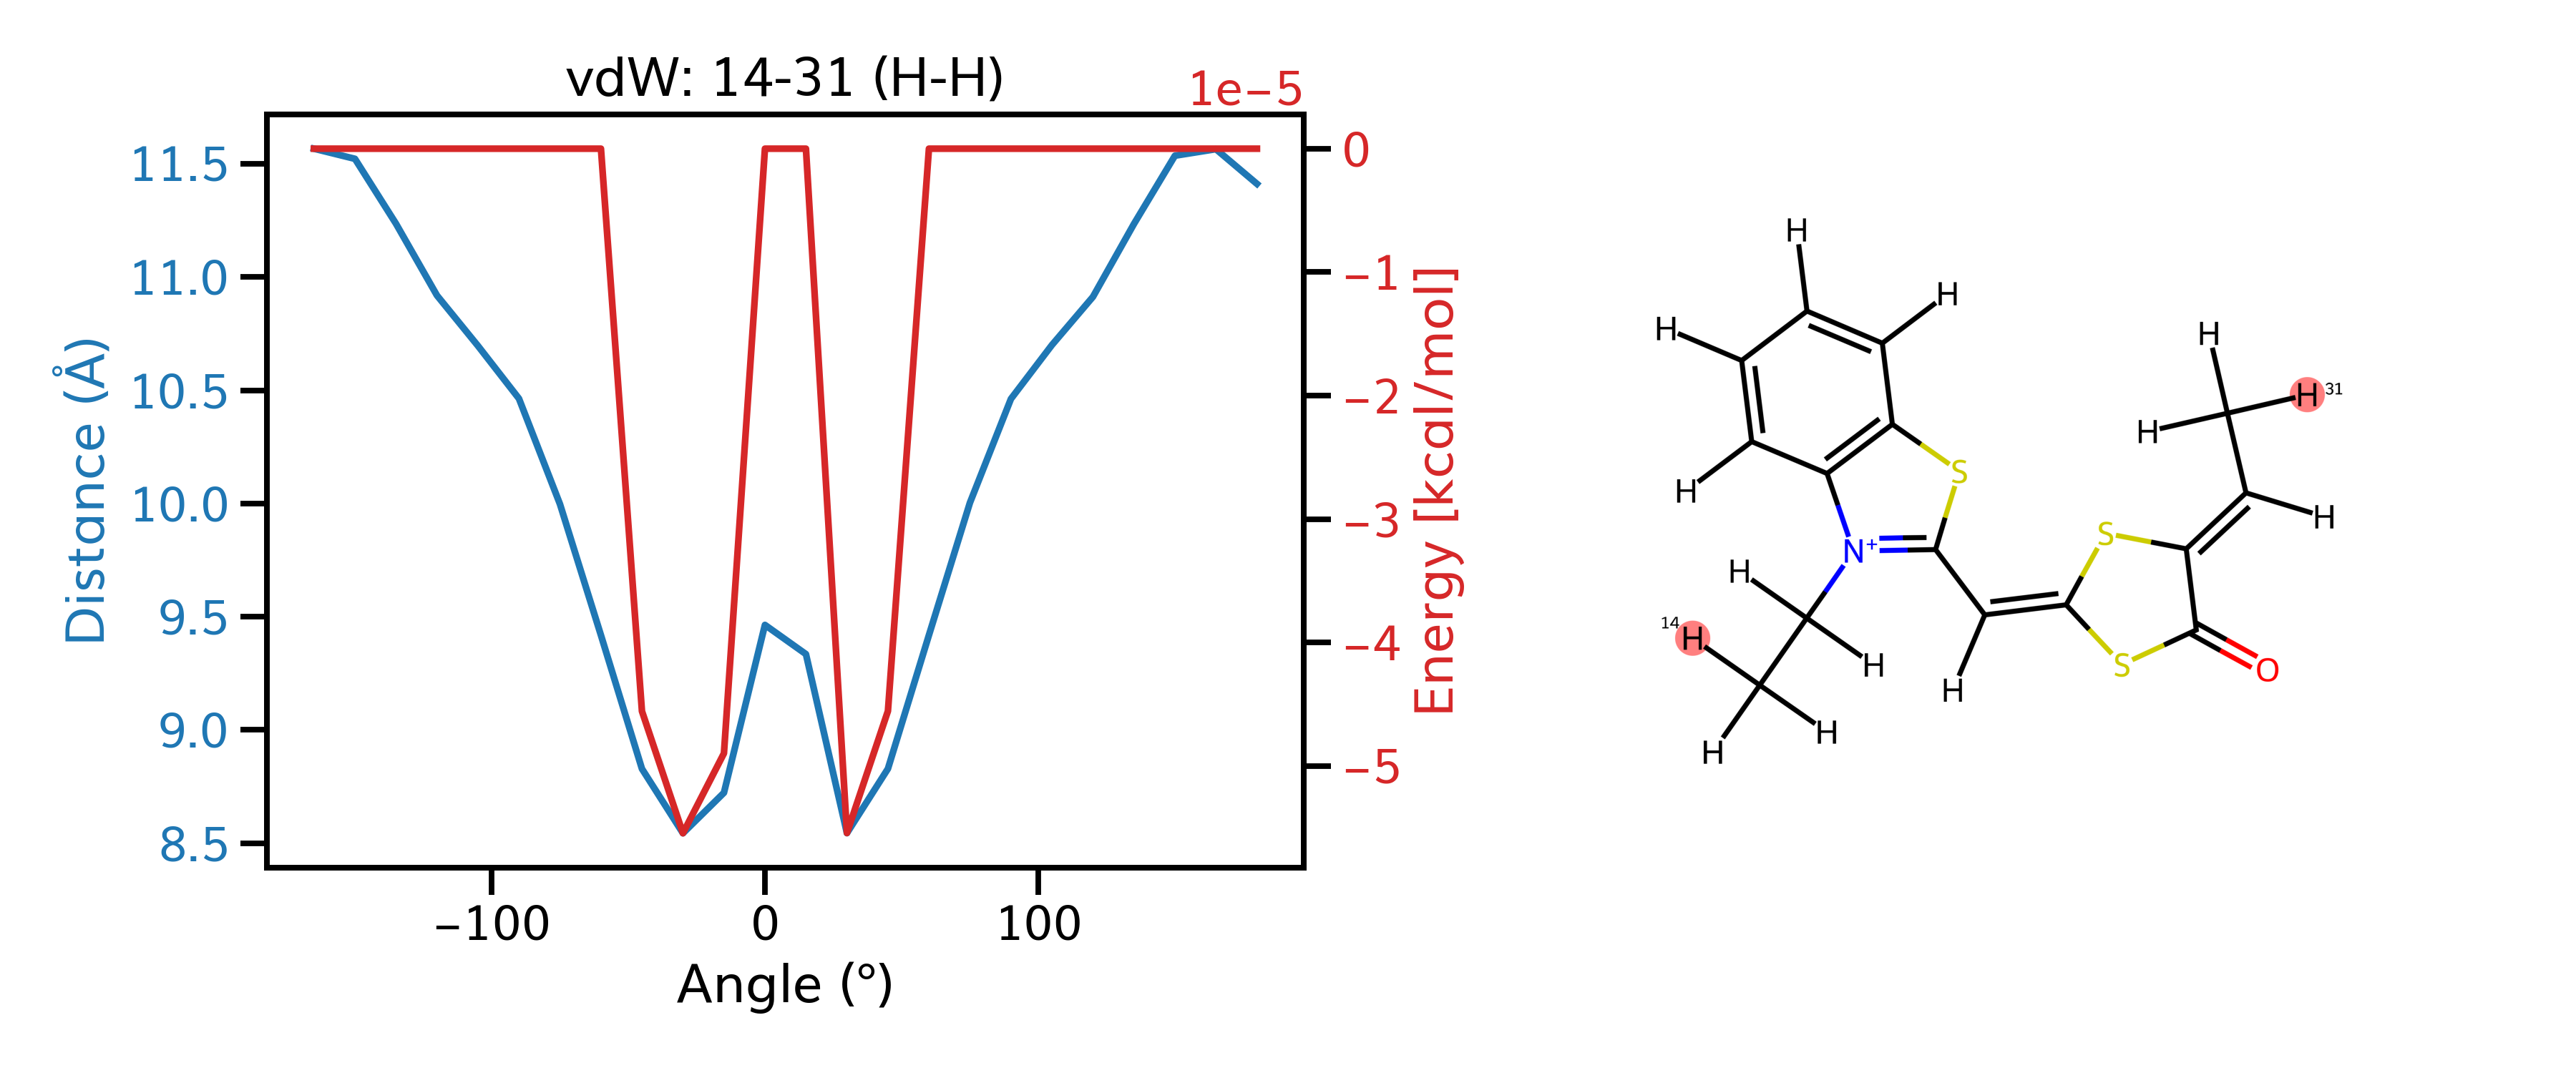 vdW: 14-31 (H-H)
1e−5
Distance (Å)
11.5
11.0
10.5
10.0
9.5
9.0
8.5
−100
0
100
Angle (°)
0
−1
−2
−3
−4
−5
Energy [kcal/mol]
H
H
H
H
H
H 31
H
S
H
H
S
N+
H
14 H
H
S
O
H
H
H